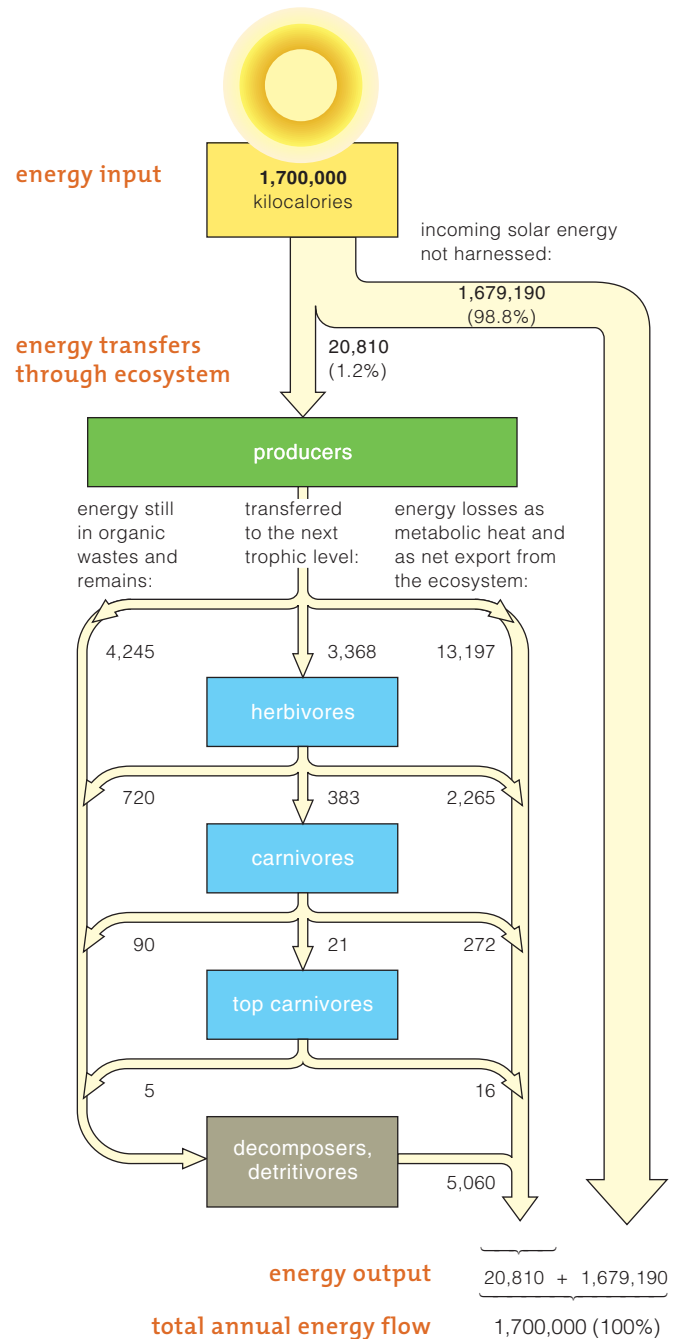 energy input
1,700,000
kilocalories
incoming solar energy
not harnessed:
1,679,190
(98.8%)
energy transfers
through ecosystem
20,810
(1.2%)
producers
energy still
in organic
wastes and
remains:
transferred
to the next
trophic level:
energy losses as
metabolic heat and
as net export from
the ecosystem:
4,245
3,368
13,197
herbivores
720
383
2,265
carnivores
90
21
272
top carnivores
5
16
decomposers,
detritivores
5,060
energy output
20,810 + 1,679,190
total annual energy flow
1,700,000 (100%)